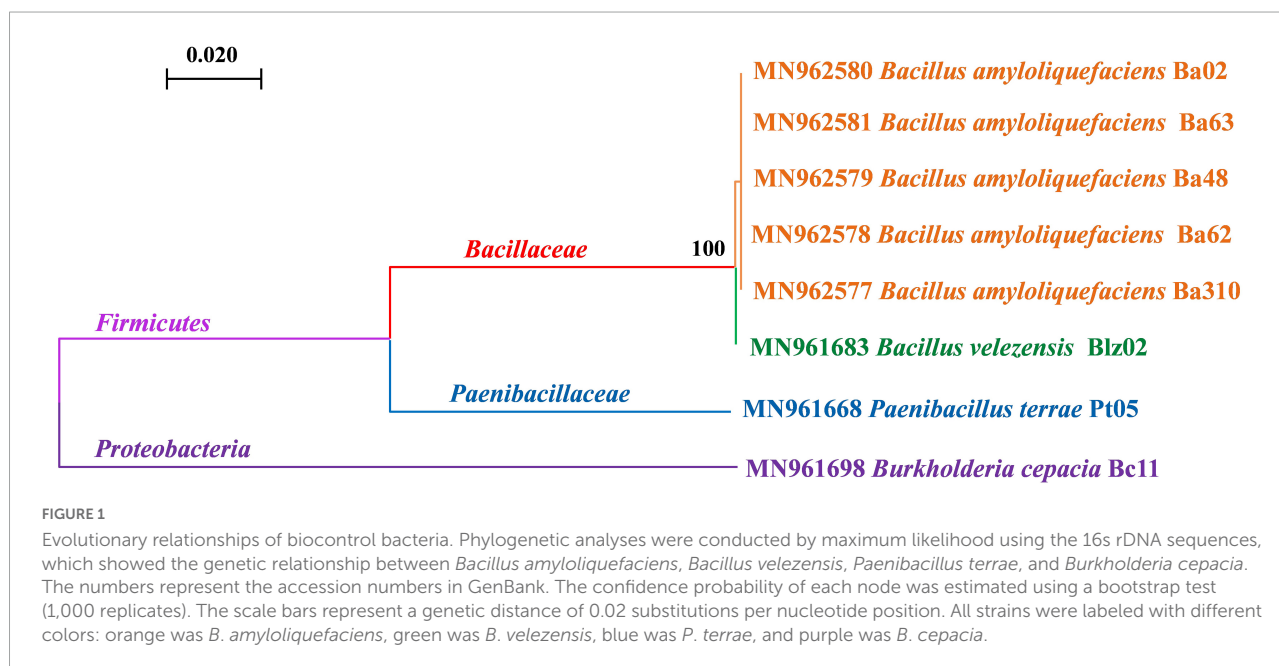 0.020
MN962580 Bacillus amyloliquefaciens Ba02
MN962581 Bacillus amyloliquefaciens Ba63
MN962579 Bacillus amyloliquefaciens Ba48
MN962578 Bacillus amyloliquefaciens Ba62
100
Bacillaceae
MN962577 Bacillus amyloliquefaciens Ba310
Firmicutes
MN961683 Bacillus velezensis Blz02
Paenibacillaceae
MN961668 Paenibacillus terrae Pt05
Proteobacteria
MN961698 Burkholderia cepacia Bc11
FIGURE 1
Evolutionary relationships of biocontrol bacteria. Phylogenetic analyses were conducted by maximum likelihood using the 16s rDNA sequences,
which showed the genetic relationship between Bacillus amyloliquefaciens, Bacillus velezensis, Paenibacillus terrae, and Burkholderia cepacia.
The numbers represent the accession numbers in GenBank. The confidence probability of each node was estimated using a bootstrap test
(1,000 replicates). The scale bars represent a genetic distance of 0.02 substitutions per nucleotide position. All strains were labeled with different
colors: orange was B. amyloliquefaciens, green was B. velezensis, blue was P. terrae, and purple was B. cepacia.